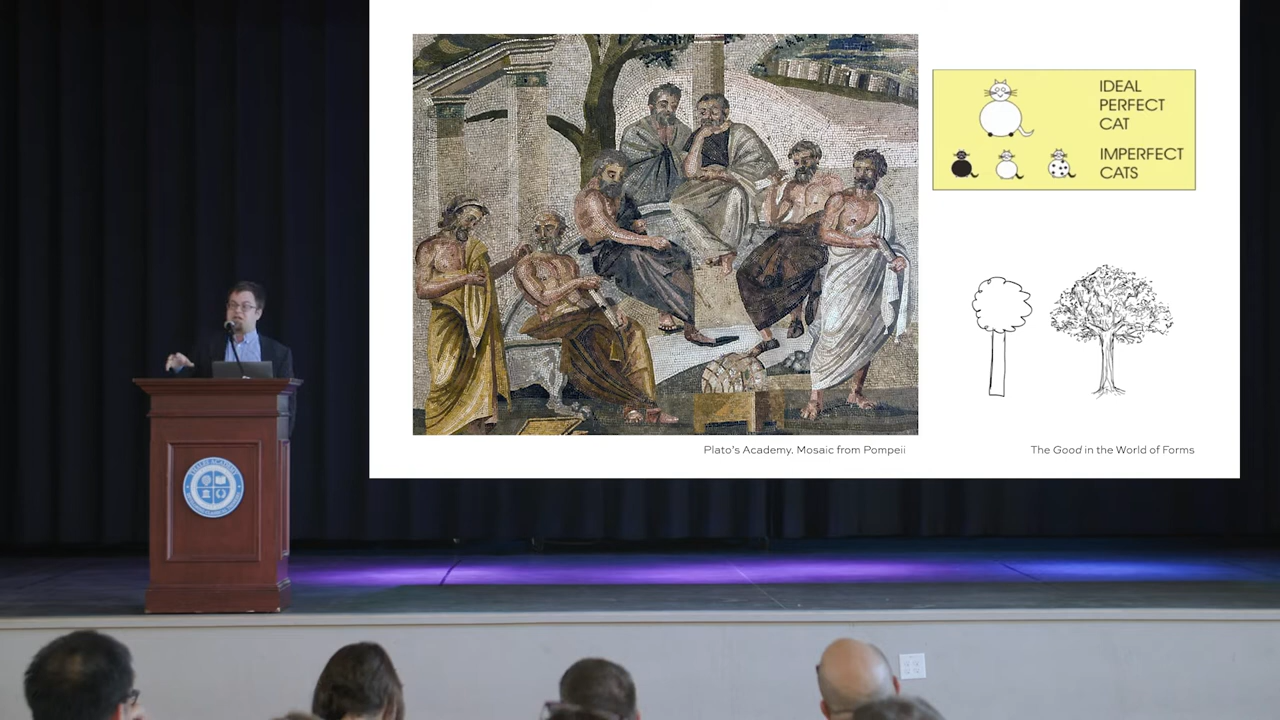 IDEAL
PERFECT
CAT
IMPERFECT
CATS
Plato's Academy. Mosaic from Pompeii
The Good in the World of Forms